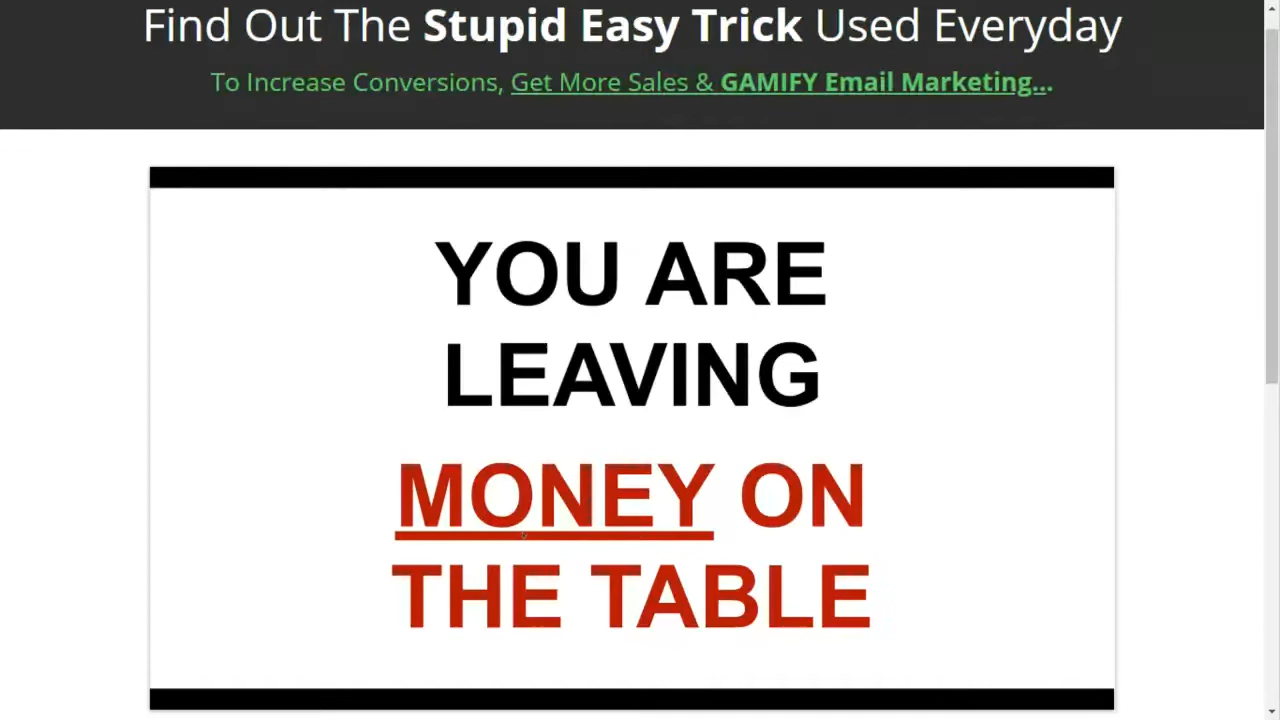 Find Out The Stupid Easy Trick Used Everyday
To Increase Conversions, Get More Sales & GAMIFY Email Marketing...
YOU ARE
LEAVING
MONEY ON
THE TABLE